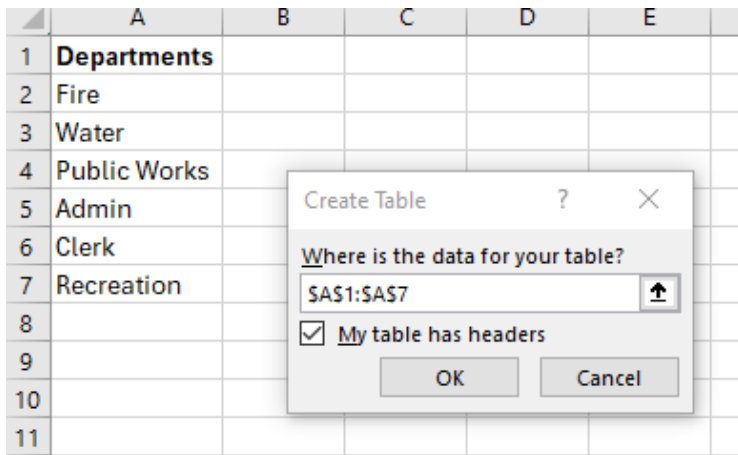 A B C D E
1 Departments
2 Fire
3 Water
4 Public Works
5 Admin
6 Clerk
7 Recreation
8
9
10
11
Create Table ?
Where is the data for your table?
$A$1:$A$7
My table has headers
OK Cancel